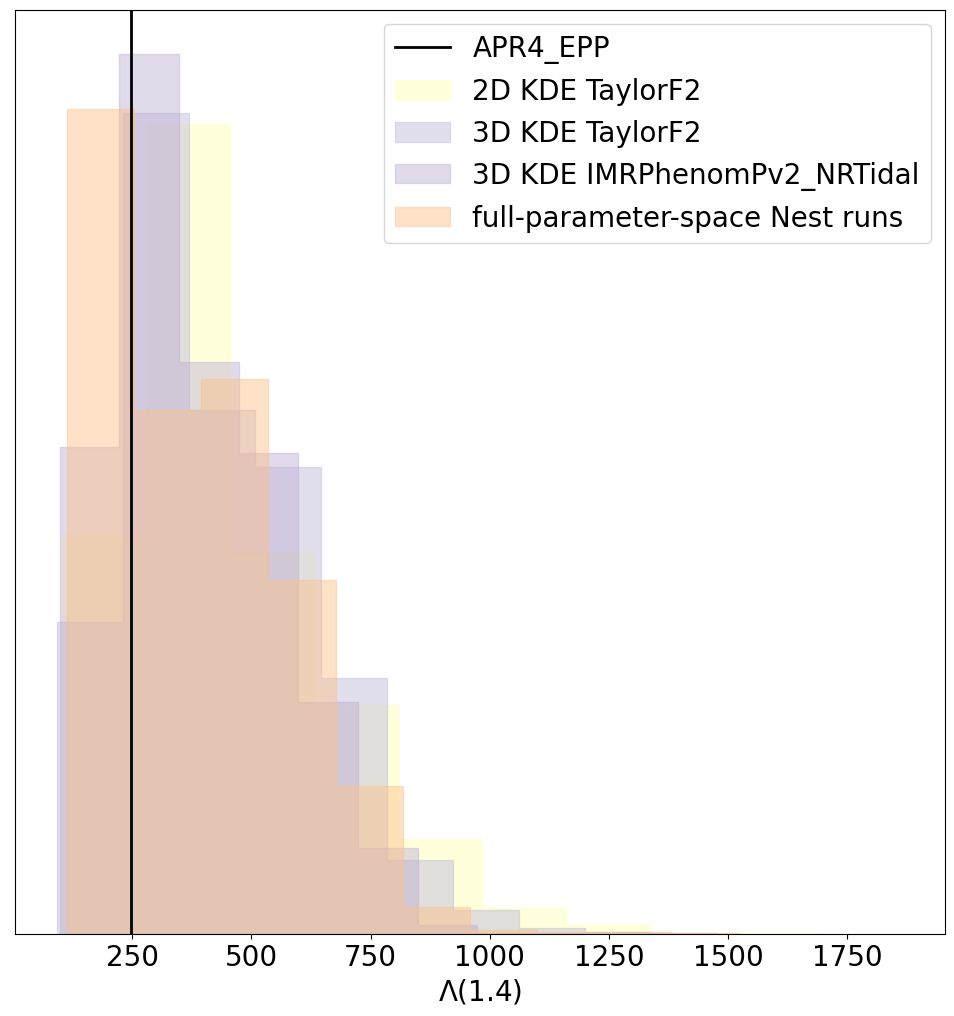 APR4_EPP
2D KDE TaylorF2
3D KDE TaylorF2
3D KDE IMRPhenomPv2_NRTidal
full-parameter-space Nest runs
250 500 750 1000 1250 1500 1750
Λ(1.4)